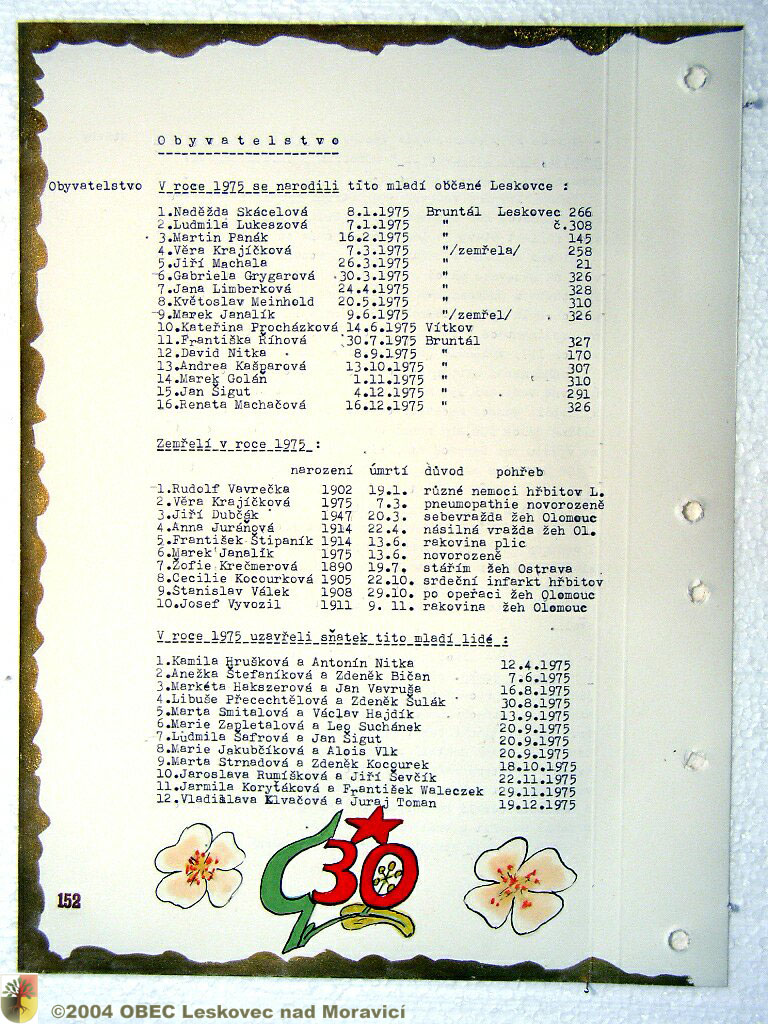 Obyvatelstvo
Obyvatelstvo V roce 1975 se narodili tito mladí občané Leskovce :
1.Naděžda Skácelová 8.1.1975 Bruntál Leskovec 266
2.Ludmila Lukeszová 7.1.1975 " č.308
3.Martin Panák 16.2.1975 " 145
4.Věra Krajíčková 7.3.1975 "/zemřela/ 258
5.Jiří Machala 26.3.1975 " 21
6.Gabriela Grygarová 30.3.1975 " 326
7.Jana Limberková 24.4.1975 " 328
8.Květoslav Meinhold 20.5.1975 " 310
9.Marek Janalík 9.6.1975 "/zemřel/ 326
10.Kateřina Procházková 14.6.1975 Vítkov
11.Františka Říhová 30.7.1975 Bruntál 327
12.David Nitka 8.9.1975 " 170
13.Andrea Kašparová 13.10.1975 " 307
14.Marek Goláň 1.11.1975 " 310
15.Jan Šigut 4.12.1975 " 291
16.Renata Machačová 16.12.1975 " 326
Zemřelí v roce 1975 :
narození úmrtí důvod pohřeb
1.Rudolf Vavrečka 1902 19.1. různé nemoci hřbitov L.
2.Věra Krajíčková 1975 7.3. pneumopathie novorozeně
3.Jiří Dubčák 1947 20.3. sebevražda žeh Olomouc
4.Anna Juráňová 1914 22.4. násilná vražda žeh Ol.
5.František Štipaník 1914 13.6. rakovina plic
6.Marek Janalík 1975 13.6. novorozeně
7.Žofie Krečmerová 1890 19.7. stářím žeh Ostrava
8.Cecilie Kocourková 1905 22.10. srdeční infarkt hřbitov
9.Stanislav Válek 1908 29.10. po operaci žeh Olomouc
10.Josef Vyvozil 1911 9. 11. rakovina žeh Olomouc
V roce 1975 uzavřeli sňatek tito mladí lidé :
1.Kamila Hrušková a Antonín Nitka 12.4.1975
2.Anežka Štefaníková a Zdeněk Bičan 7.6.1975
3.Markéta Hakszerová a Jan Vavruša 16.8.1975
4.Libuše Přecechtělová a Zdeněk Šulák 30.8.1975
5.Marta Smitalová a Václav Hajdík 13.9.1975
6.Marie Zapletalová a Leo Suchánek 20.9.1975
7.Ludmila Šafrová a Jan Šigut 20.9.1975
8.Marie Jakubčíková a Alois Vlk 20.9.1975
9.Marta Strnadová a Zdeněk Kocourek 18.10.1975
10.Jaroslava Rumíšková a Jiří Ševčík 22.11.1975
11.Jarmila Koryťáková a František Waleczek 29.11.1975
12.Vladislava Klvačová a Juraj Toman 19.12.1975
30
152
©2004 OBEC Leskovec nad Moravicí